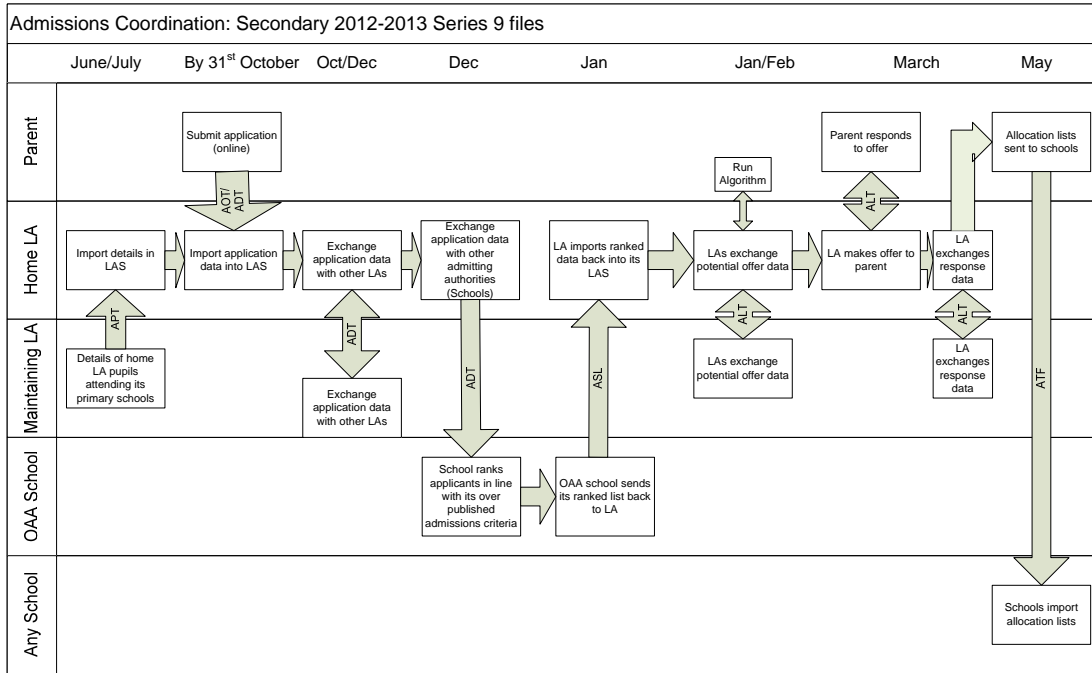 Admissions Coordination: Secondary 2012-2013 Series 9 files
June/July
By 31st October
Oct/Dec
Dec
Jan
Jan/Feb
March
May
Parent
Submit application
(online)
AOT/
ADT
Run
Algorithm
Parent responds
to offer
ALT
Allocation lists
sent to schools
Home LA
Import details in
LAS
Import application
data into LAS
Exchange
application data
with other LAs
Exchange
application data
with other
admitting
authorities
(Schools)
LA imports ranked
data back into its
LAS
LAs exchange
potential offer data
LA makes offer to
parent
LA
exchanges
response
data
Maintaining LA
APT
Details of home
LA pupils
attending its
primary schools
ADT
Exchange
application data
with other LAs
ADT
ASL
ALT
LAs exchange
potential offer data
ALT
LA
exchanges
response
data
ATF
OAA School
School ranks
applicants in line
with its over
published
admissions criteria
OAA school sends
its ranked list back
to LA
Any School
Schools import
allocation lists